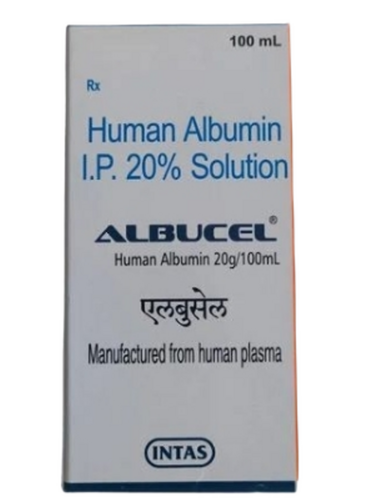 100 mL
Rx
Human Albumin
I.P. 20% Solution
ALBUCEL®
Human Albumin 20g/100mL
एलबुसेल
Manufactured from human plasma
INTAS